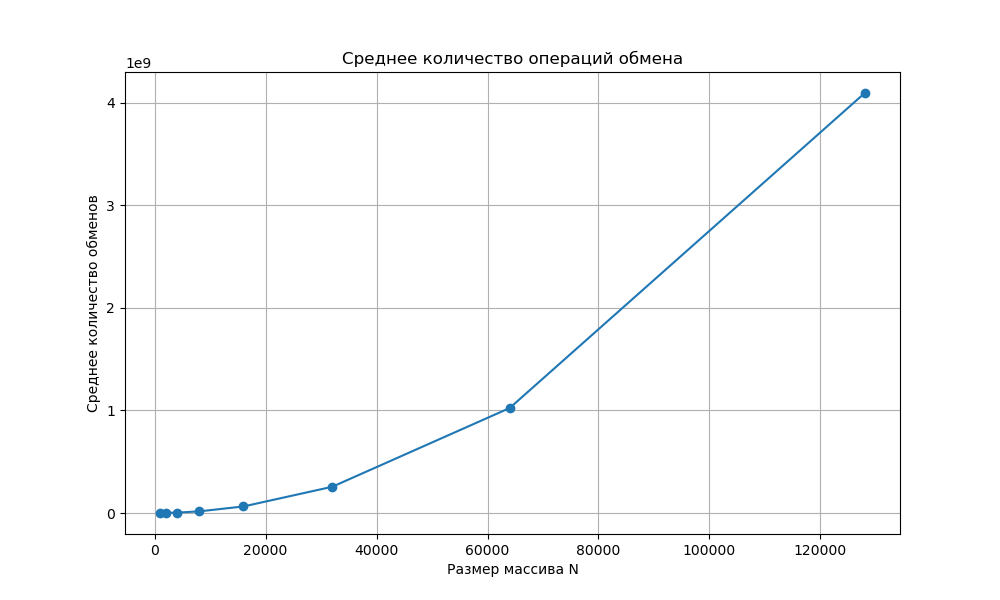 Среднее количество операций обмена
1e9
4
3
2
1
0
Среднее количество обменов
0 20000 40000 60000 80000 100000 120000
Размер массива N